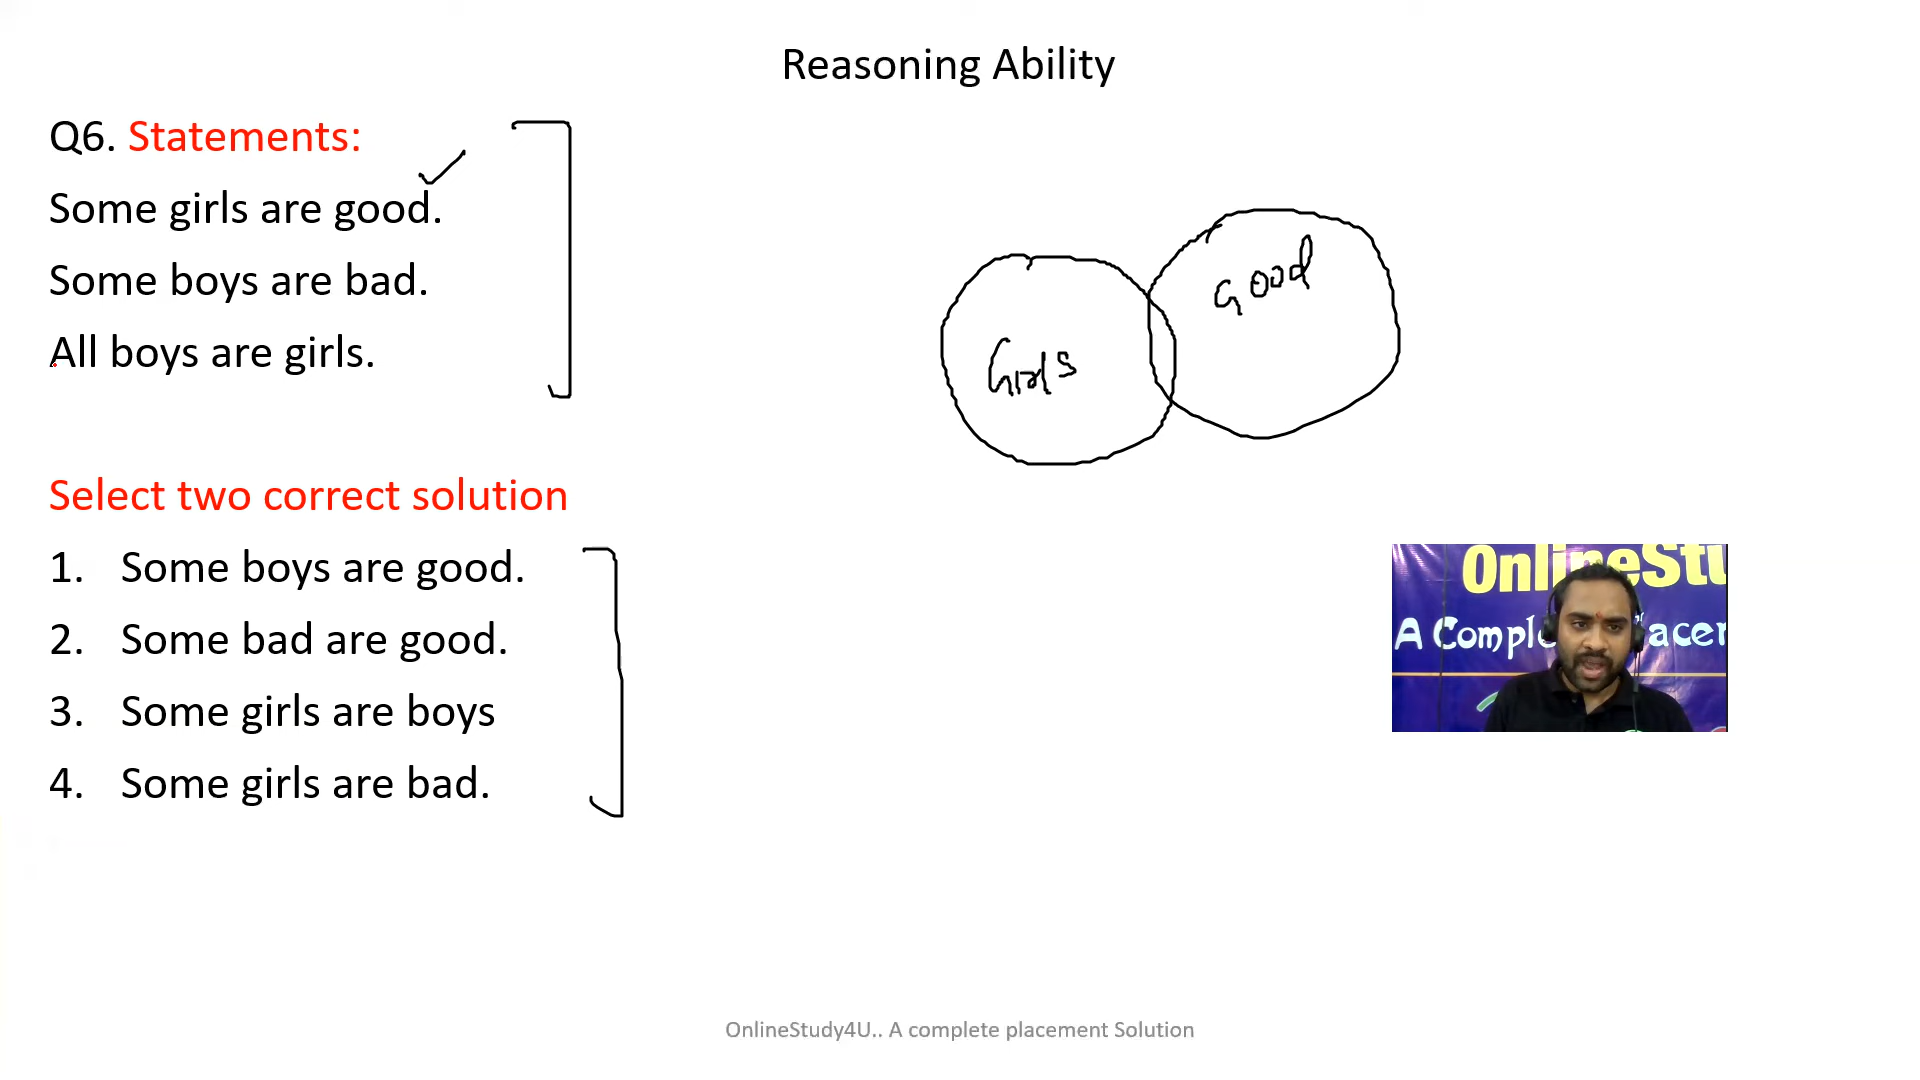 Reasoning Ability
Q6. Statements:
Some girls are good.
Some boys are bad.
All boys are girls.
Good
Girls
Select two correct solution
1. Some boys are good.
2. Some bad are good.
3. Some girls are boys
4. Some girls are bad.
OnlineStu
A Comple
acer
OnlineStudy4U.. A complete placement Solution